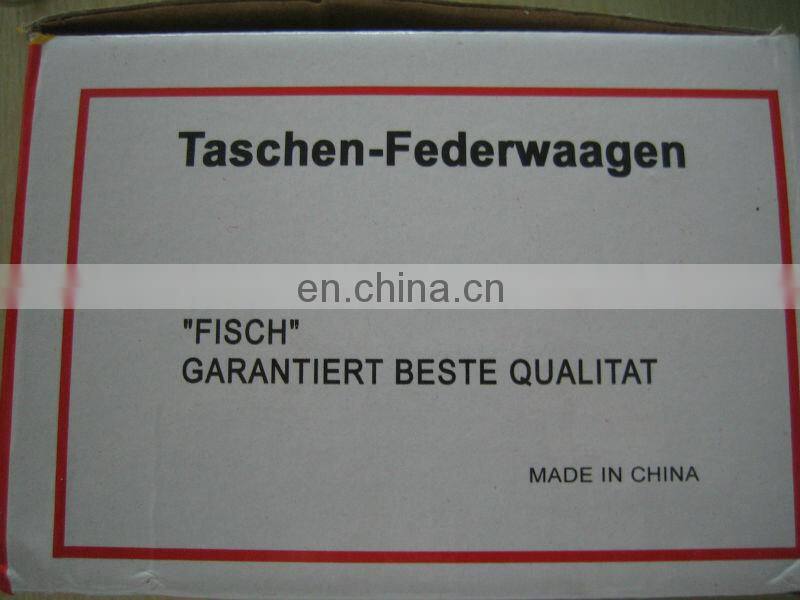 Taschen-Federwaagen
en.china.cn
"FISCH"
GARANTIERT BESTE QUALITAT
MADE IN CHINA